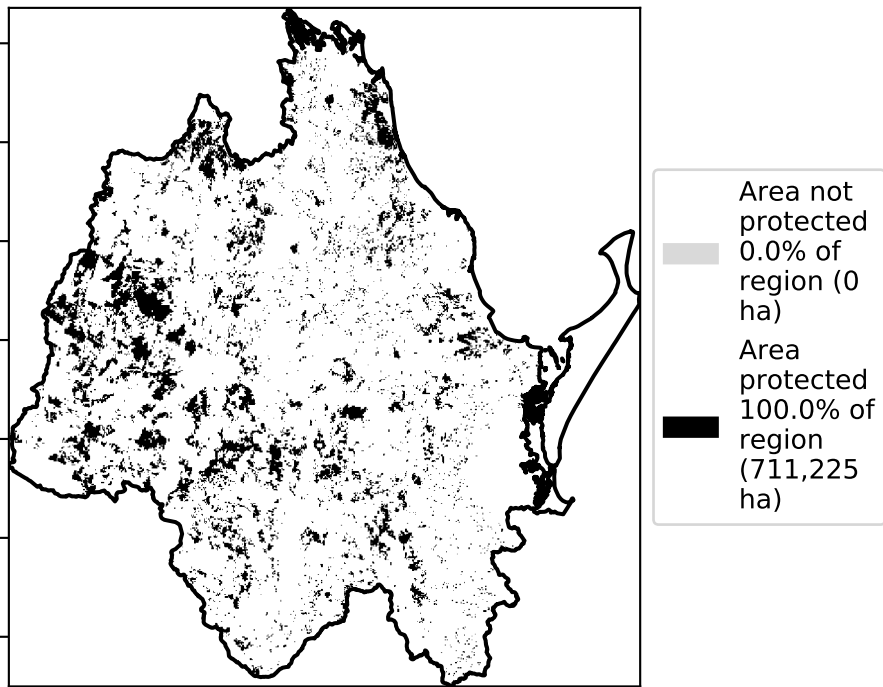 Area not
protected
0.0% of
region (0
ha)
Area
protected
100.0% of
region
(711,225
ha)